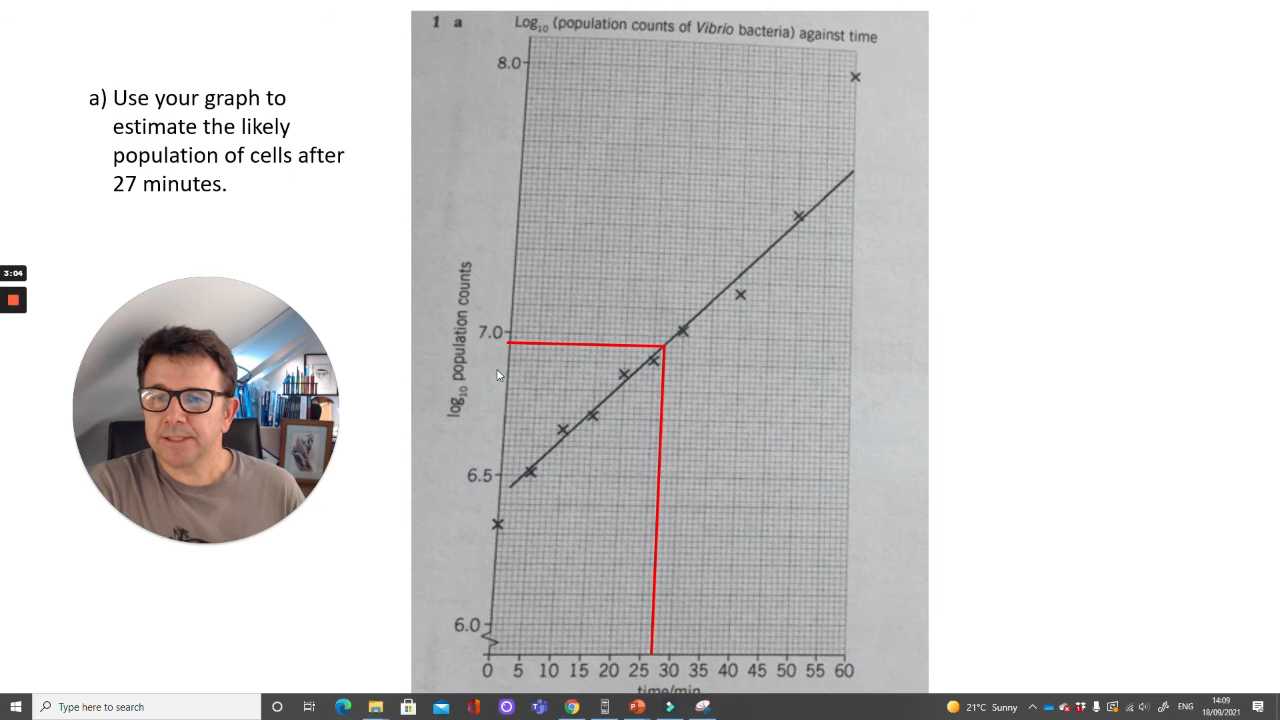 1 a Log₁₀ (population counts of Vibrio bacteria) against time
a) Use your graph to
estimate the likely
population of cells after
27 minutes.
8.0
7.0
6.5
6.0
log₁₀ population counts
0 5 10 15 20 25 30 35 40 45 50 55 60
time/min
3:04
Type here to search
21°C Sunny
ENG
14:09
18/09/2021